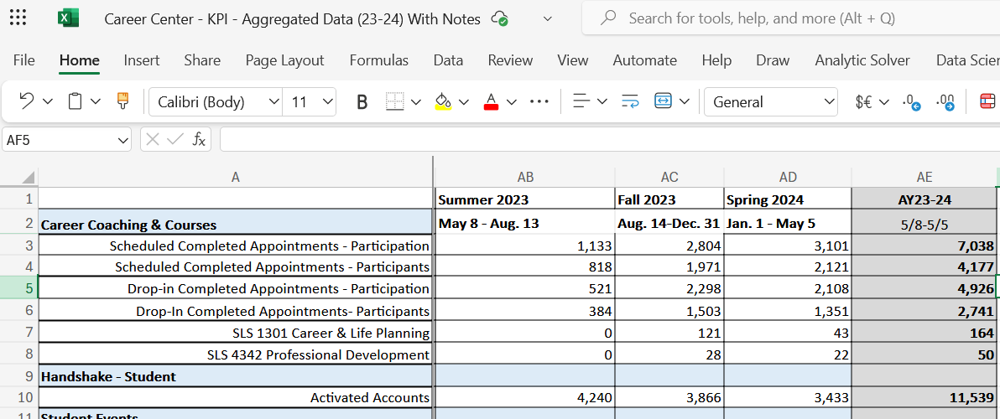 Career Center - KPI - Aggregated Data (23-24) With Notes Search for tools, help, and more (Alt + Q)
File Home Insert Share Page Layout Formulas Data Review View Automate Help Draw Analytic Solver Data Scien
Calibri (Body) 11 B A General $€ .0 .00
AF5 fx
A AB AC AD AE
1 Summer 2023 Fall 2023 Spring 2024 AY23-24
2 Career Coaching & Courses May 8 - Aug. 13 Aug. 14-Dec. 31 Jan. 1 - May 5 5/8-5/5
3 Scheduled Completed Appointments - Participation 1,133 2,804 3,101 7,038
4 Scheduled Completed Appointments - Participants 818 1,971 2,121 4,177
5 Drop-in Completed Appointments - Participation 521 2,298 2,108 4,926
6 Drop-In Completed Appointments- Participants 384 1,503 1,351 2,741
7 SLS 1301 Career & Life Planning 0 121 43 164
8 SLS 4342 Professional Development 0 28 22 50
9 Handshake - Student
10 Activated Accounts 4,240 3,866 3,433 11,539
11 Student Events